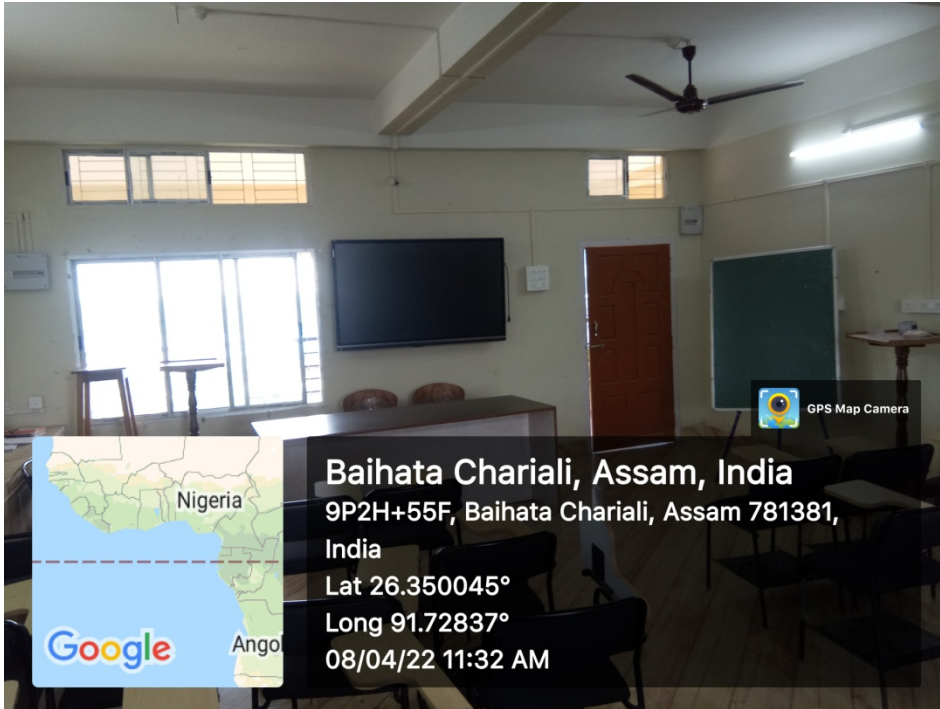 GPS Map Camera
Nigeria
Angol
Google
Baihata Chariali, Assam, India
9P2H+55F, Baihata Chariali, Assam 781381,
India
Lat 26.350045°
Long 91.72837°
08/04/22 11:32 AM